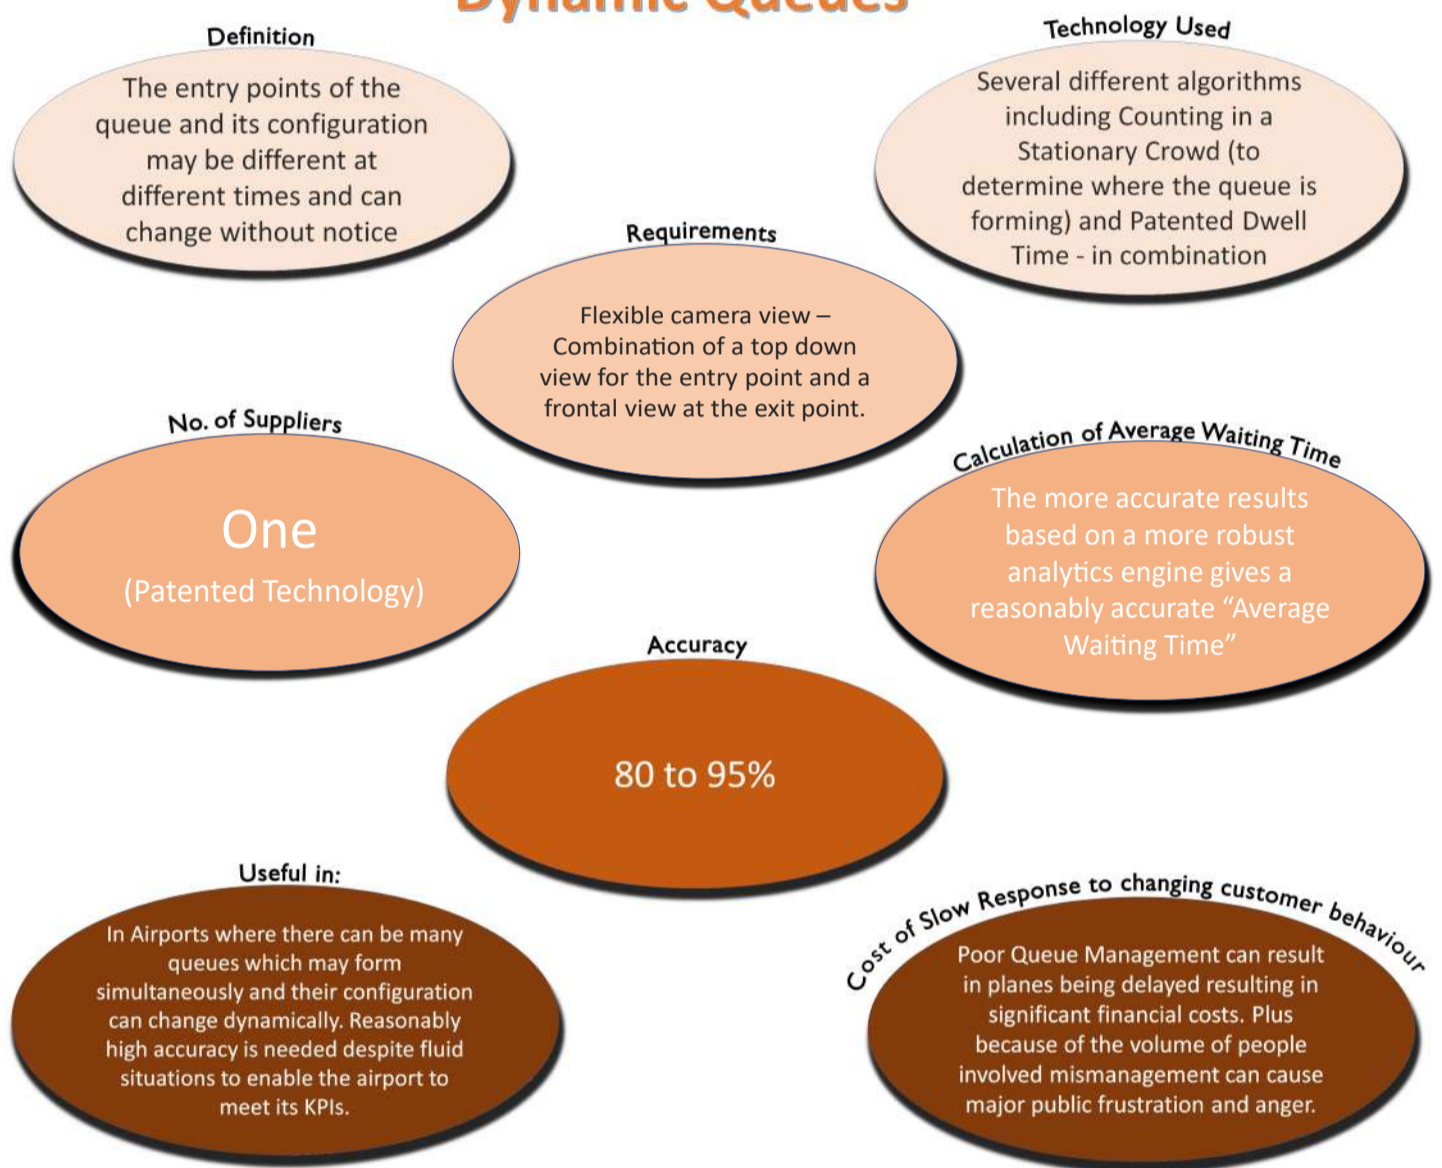 Dynamic Queues
Definition
The entry points of the
queue and its configuration
may be different at
different times and can
change without notice
Technology Used
Several different algorithms
including Counting in a
Stationary Crowd (to
determine where the queue is
forming) and Patented Dwell
Time - in combination
Requirements
Flexible camera view –
Combination of a top down
view for the entry point and a
frontal view at the exit point.
No. of Suppliers
One
(Patented Technology)
Calculation of Average Waiting Time
The more accurate results
based on a more robust
analytics engine gives a
reasonably accurate “Average
Waiting Time”
Accuracy
80 to 95%
Useful in:
In Airports where there can be many
queues which may form
simultaneously and their configuration
can change dynamically. Reasonably
high accuracy is needed despite fluid
situations to enable the airport to
meet its KPIs.
Cost of Slow Response to changing customer behaviour
Poor Queue Management can result
in planes being delayed resulting in
significant financial costs. Plus
because of the volume of people
involved mismanagement can cause
major public frustration and anger.